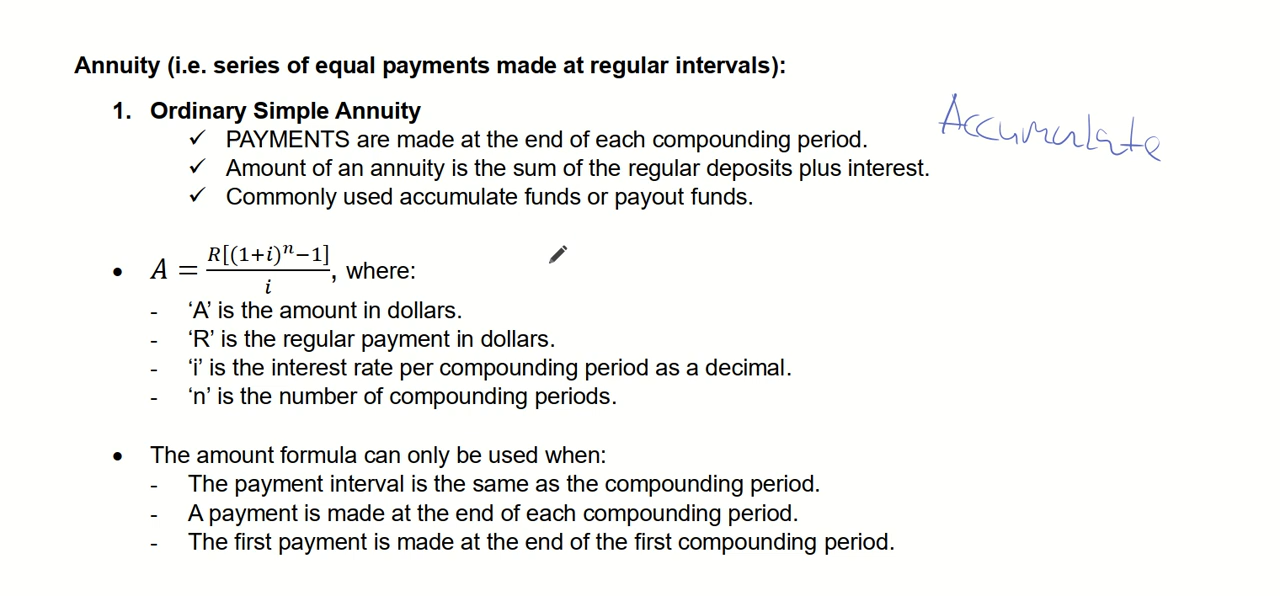 Annuity (i.e. series of equal payments made at regular intervals):
1. Ordinary Simple Annuity
✓ PAYMENTS are made at the end of each compounding period.
Accumulate
✓ Amount of an annuity is the sum of the regular deposits plus interest.
✓ Commonly used accumulate funds or payout funds.
• A = R[(1+i)ⁿ−1] / i, where:
- ‘A’ is the amount in dollars.
- ‘R’ is the regular payment in dollars.
- ‘i’ is the interest rate per compounding period as a decimal.
- ‘n’ is the number of compounding periods.
• The amount formula can only be used when:
- The payment interval is the same as the compounding period.
- A payment is made at the end of each compounding period.
- The first payment is made at the end of the first compounding period.